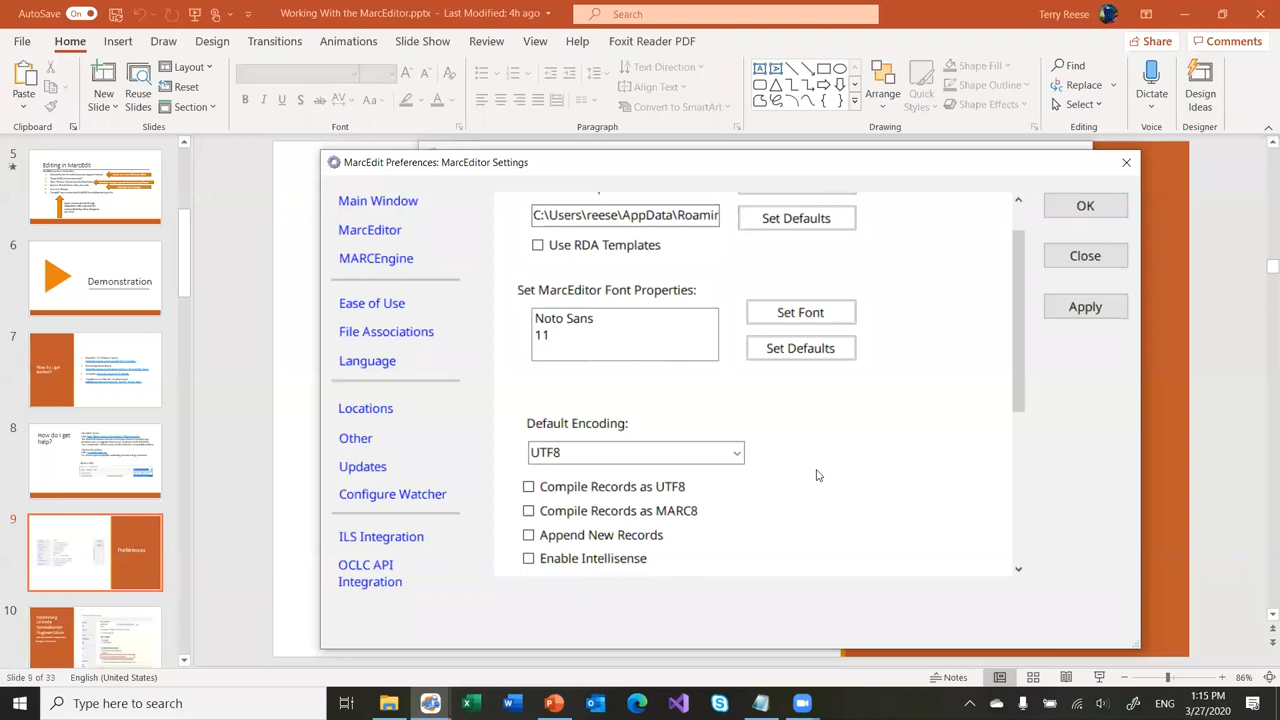 AutoSave On
Working With the MarcEditor.pptx - Last Modified: 4h ago
Search
Terry Reese
File Home Insert Draw Design Transitions Animations Slide Show Review View Help Foxit Reader PDF
Share Comments
Paste
Clipboard
New Slide
Reuse Slides
Layout
Reset
Section
Slides
Font
Text Direction
Align Text
Convert to SmartArt
Paragraph
Arrange
Quick Styles
Shape Fill
Shape Outline
Shape Effects
Drawing
Find
Replace
Select
Editing
Dictate
Voice
Design Ideas
Designer
5
Editing in MarcEdit
6
Demonstration
7
How do I get started?
8
How do I get help?
9
Preferences
10
MarcEdit Preferences: MarcEditor Settings
Main Window
MarcEditor
MARCEngine
Ease of Use
File Associations
Language
Locations
Other
Updates
Configure Watcher
ILS Integration
OCLC API
Integration
C:\Users\reese\AppData\Roamin
Set Defaults
Use RDA Templates
Set MarcEditor Font Properties:
Noto Sans
11
Set Font
Set Defaults
Default Encoding:
UTF8
Compile Records as UTF8
Compile Records as MARC8
Append New Records
Enable Intellisense
OK
Close
Apply
Slide 9 of 33 English (United States)
Notes
86%
Type here to search
ENG
1:15 PM
3/27/2020